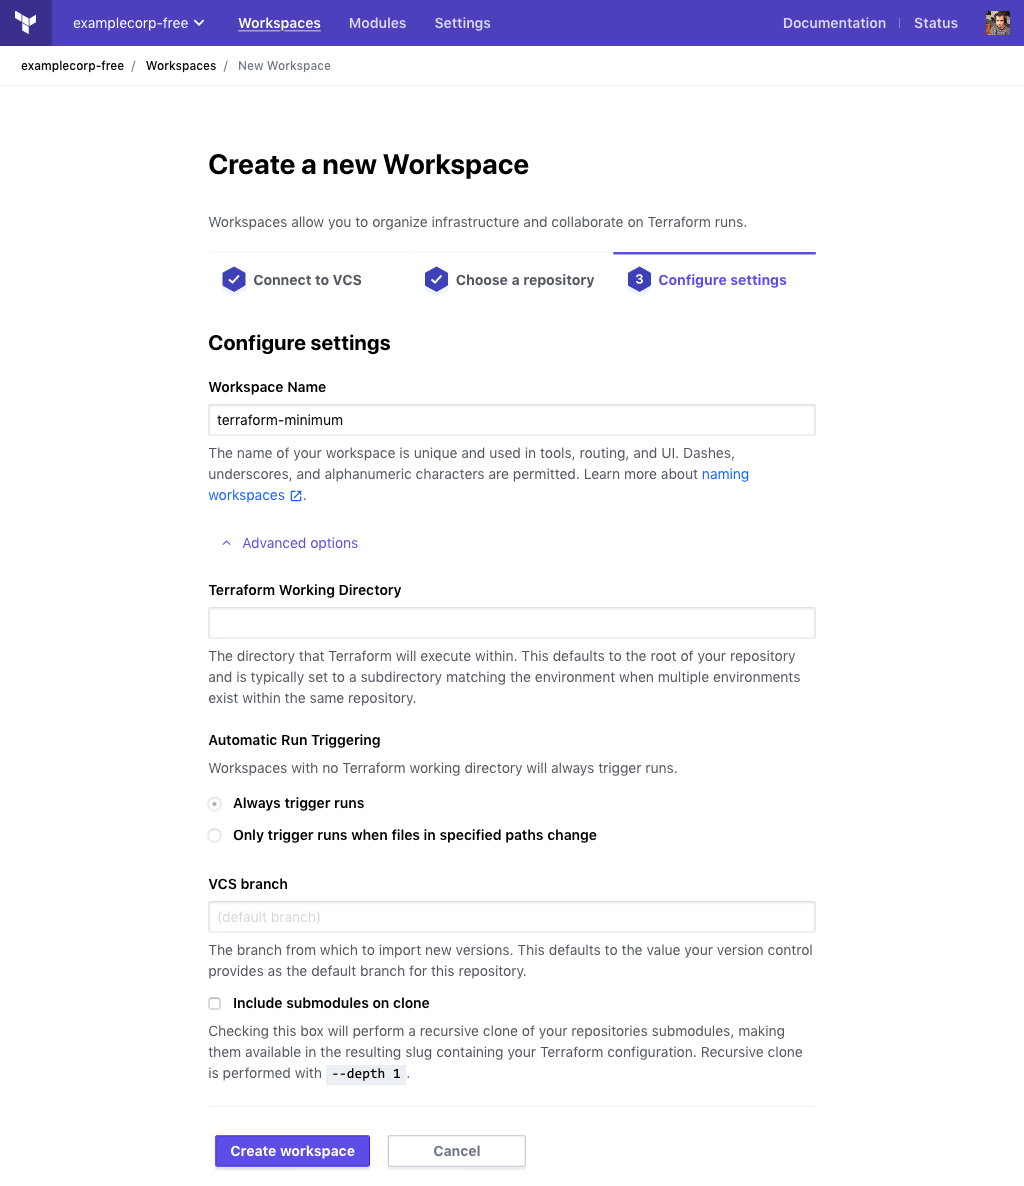 examplecorp-free Workspaces Modules Settings Documentation Status
examplecorp-free / Workspaces / New Workspace
Create a new Workspace
Workspaces allow you to organize infrastructure and collaborate on Terraform runs.
Connect to VCS Choose a repository 3 Configure settings
Configure settings
Workspace Name
terraform-minimum
The name of your workspace is unique and used in tools, routing, and UI. Dashes,
underscores, and alphanumeric characters are permitted. Learn more about naming
workspaces .
Advanced options
Terraform Working Directory
The directory that Terraform will execute within. This defaults to the root of your repository
and is typically set to a subdirectory matching the environment when multiple environments
exist within the same repository.
Automatic Run Triggering
Workspaces with no Terraform working directory will always trigger runs.
Always trigger runs
Only trigger runs when files in specified paths change
VCS branch
(default branch)
The branch from which to import new versions. This defaults to the value your version control
provides as the default branch for this repository.
Include submodules on clone
Checking this box will perform a recursive clone of your repositories submodules, making
them available in the resulting slug containing your Terraform configuration. Recursive clone
is performed with --depth 1 .
Create workspace Cancel